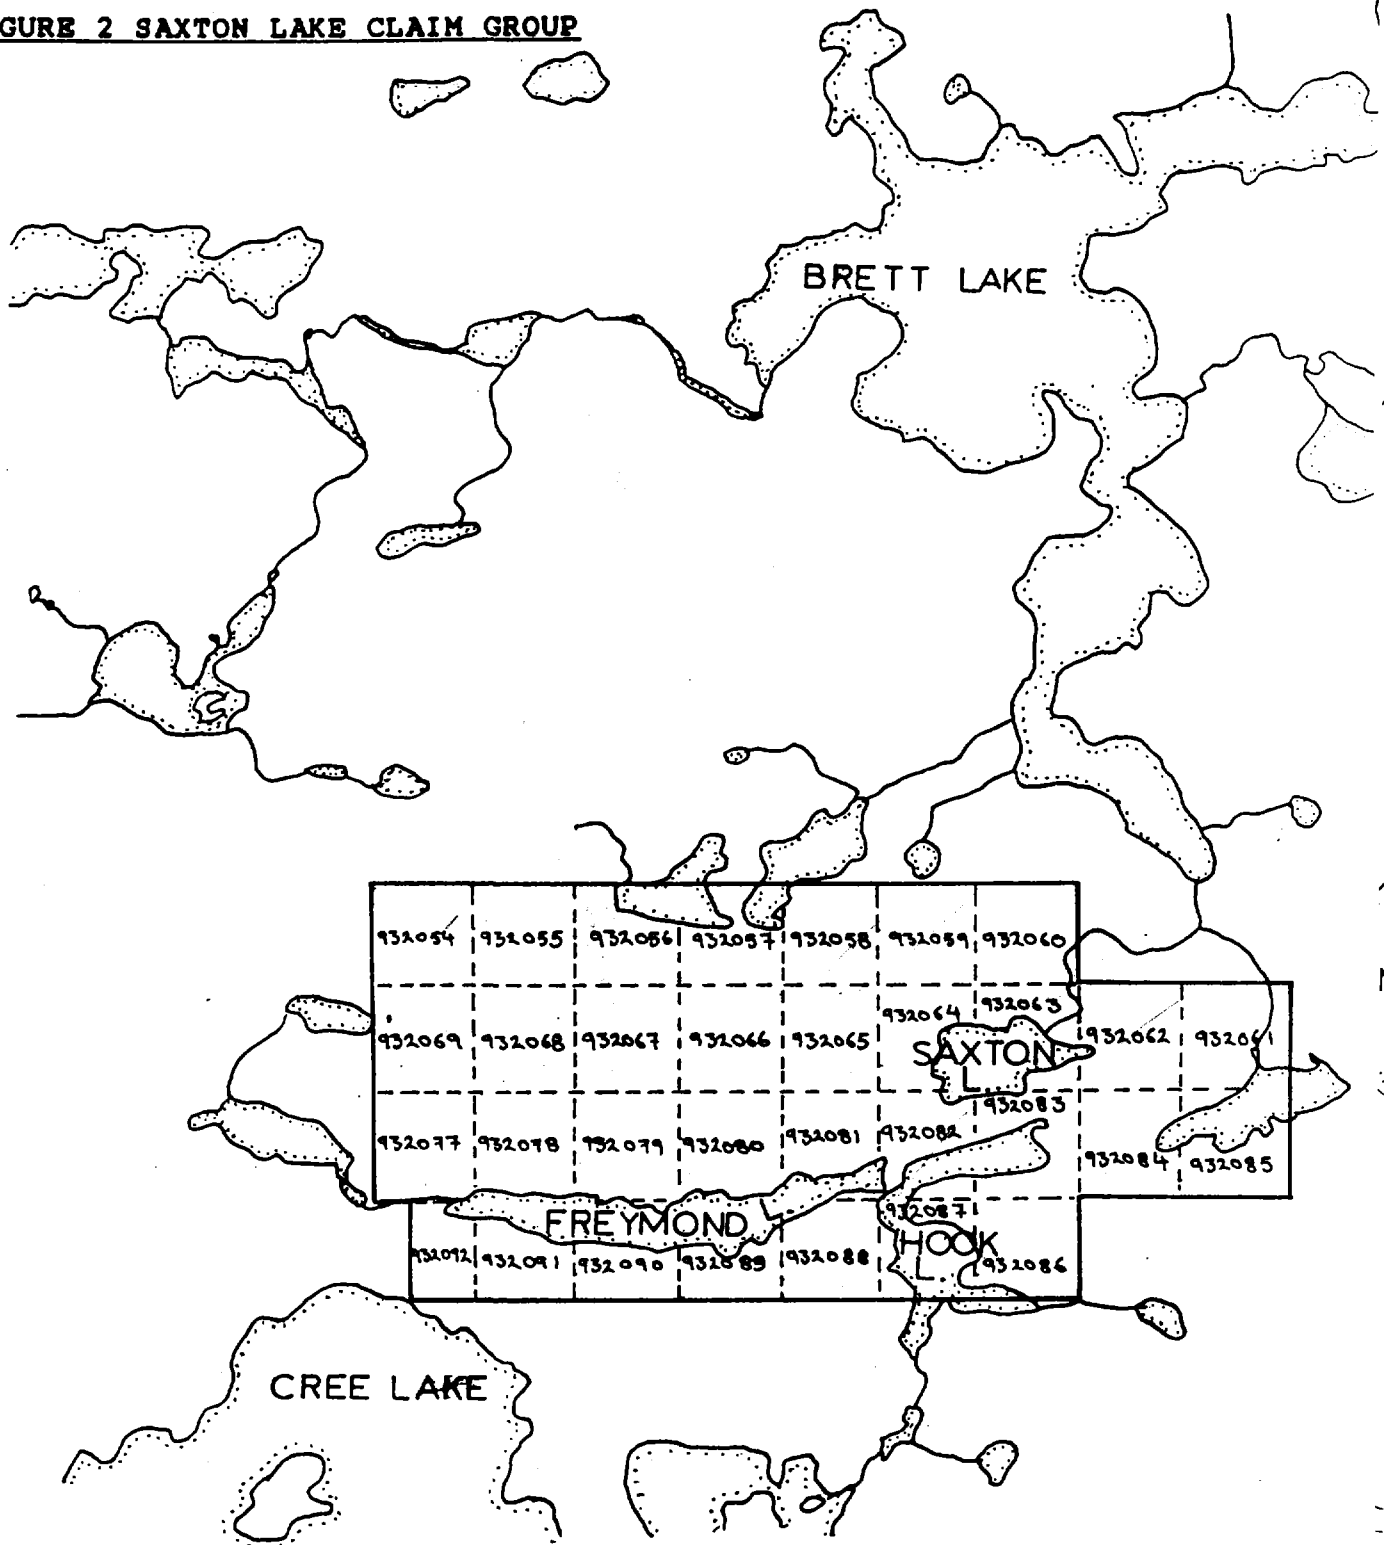 GURE 2 SAXTON LAKE CLAIM GROUP
BRETT LAKE
932054 932055 932056 932057 932058 932059 932060
932069 932068 932067 932066 932065 932064 932063 932062 932061
SAXTON
L.
932077 932078 932079 932080 932081 932082 932083 932084 932085
FREYMOND
HOOK
L.
932092 932091 932090 932089 932088 932087 932086
CREE LAKE